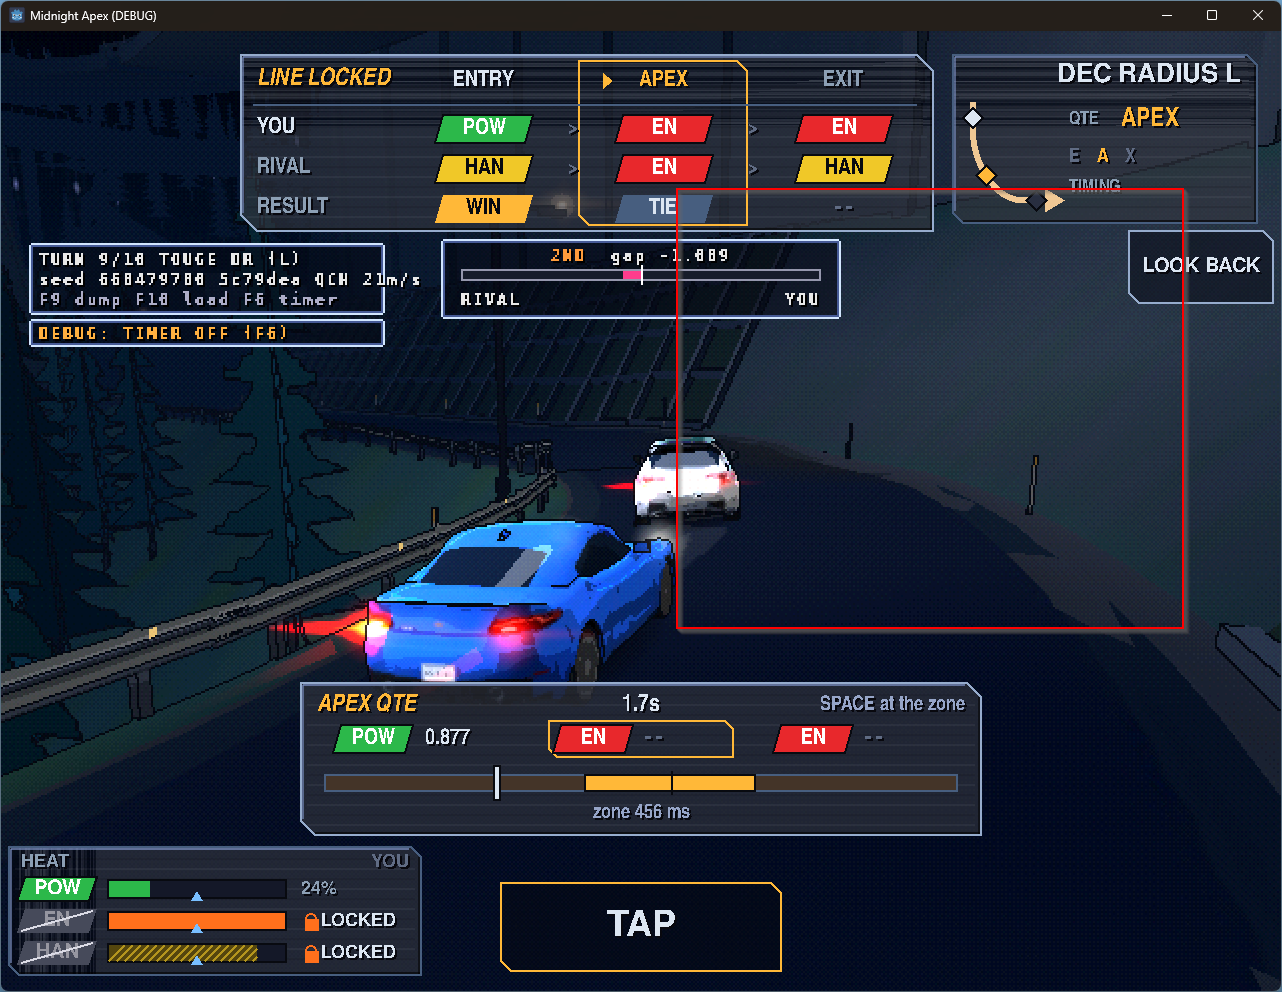 Midnight Apex (DEBUG)
LINE LOCKED ENTRY APEX EXIT
YOU POW > EN > EN
RIVAL HAN > EN > HAN
RESULT WIN TIE --
DEC RADIUS L
QTE APEX
E A X
TIMING
LOOK BACK
TURN 9/10 TOUGE DR (L)
seed 668479780 5c79dea QCH 21m/s
F9 dump F10 load F6 timer
DEBUG: TIMER OFF (F6)
2ND gap -1.089
RIVAL YOU
APEX QTE 1.7s SPACE at the zone
POW 0.877 EN -- EN --
zone 456 ms
HEAT YOU
POW 24%
EN LOCKED
HAN LOCKED
TAP